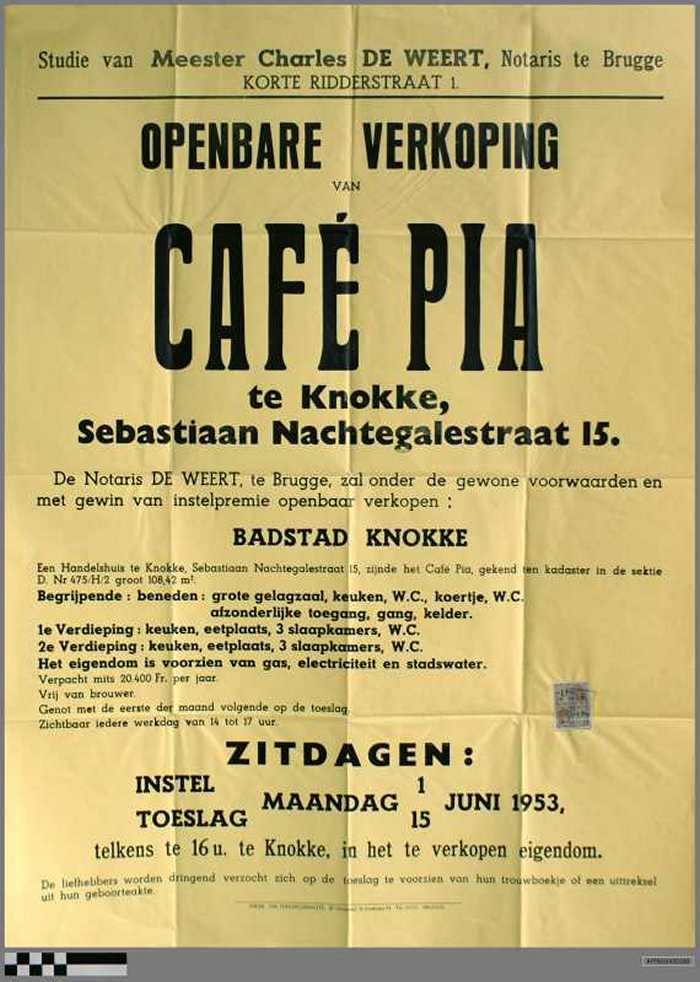 Studie van Meester Charles DE WEERT, Notaris te Brugge
KORTE RIDDERSTRAAT 1.
OPENBARE VERKOPING
VAN
CAFÉ PIA
te Knokke,
Sebastiaan Nachtegalestraat 15.
De Notaris DE WEERT, te Brugge, zal onder de gewone voorwaarden en
met gewin van instelpremie openbaar verkopen :
BADSTAD KNOKKE
Een Handelshuis te Knokke, Sebastiaan Nachtegalestraat 15, zijnde het Café Pia, gekend ten kadaster in de sektie
D. Nr 475/H/2 groot 108,42 m².
Begrijpende : beneden : grote gelagzaal, keuken, W.C., koertje, W.C.
afzonderlijke toegang, gang, kelder.
1e Verdieping : keuken, eetplaats, 3 slaapkamers, W.C.
2e Verdieping : keuken, eetplaats, 3 slaapkamers, W.C.
Het eigendom is voorzien van gas, electriciteit en stadswater.
Verpacht mits 20.400 Fr. per jaar.
Vrij van brouwer.
Genot met de eerste der maand volgende op de toeslag.
Zichtbaar iedere werkdag van 14 tot 17 uur.
ZITDAGEN :
INSTEL 1
MAANDAG JUNI 1953,
TOESLAG 15
telkens te 16 u. te Knokke, in het te verkopen eigendom.
De liefhebbers worden dringend verzocht zich op de toeslag te voorzien van hun trouwboekje of een uittreksel
uit hun geboorteakte.